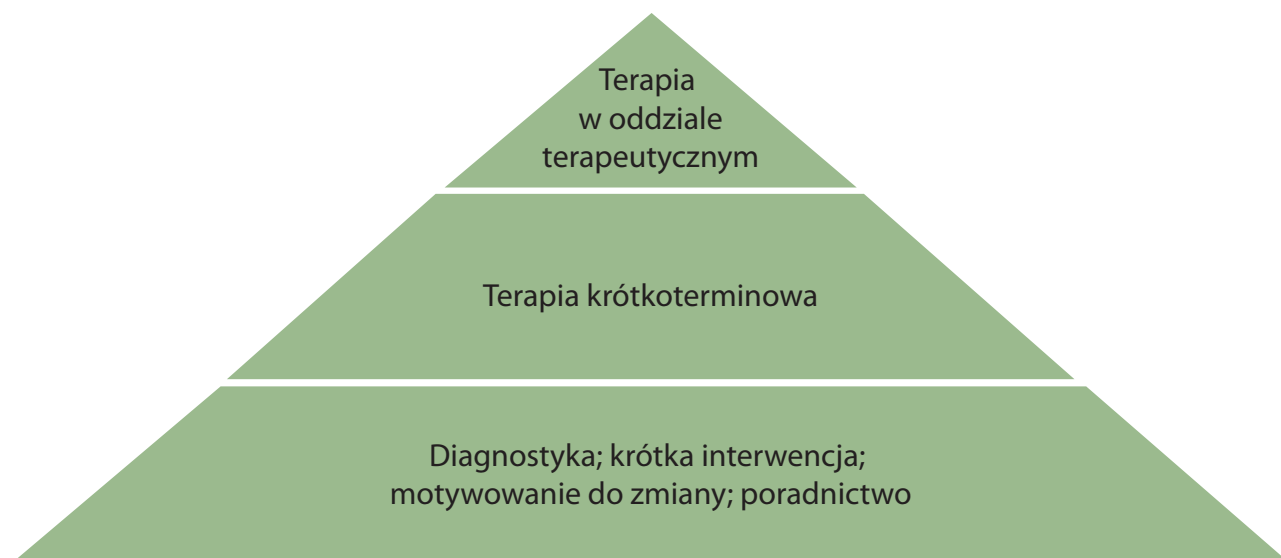 Terapia
w oddziale
terapeutycznym
Terapia krótkoterminowa
Diagnostyka; krótka interwencja;
motywowanie do zmiany; poradnictwo